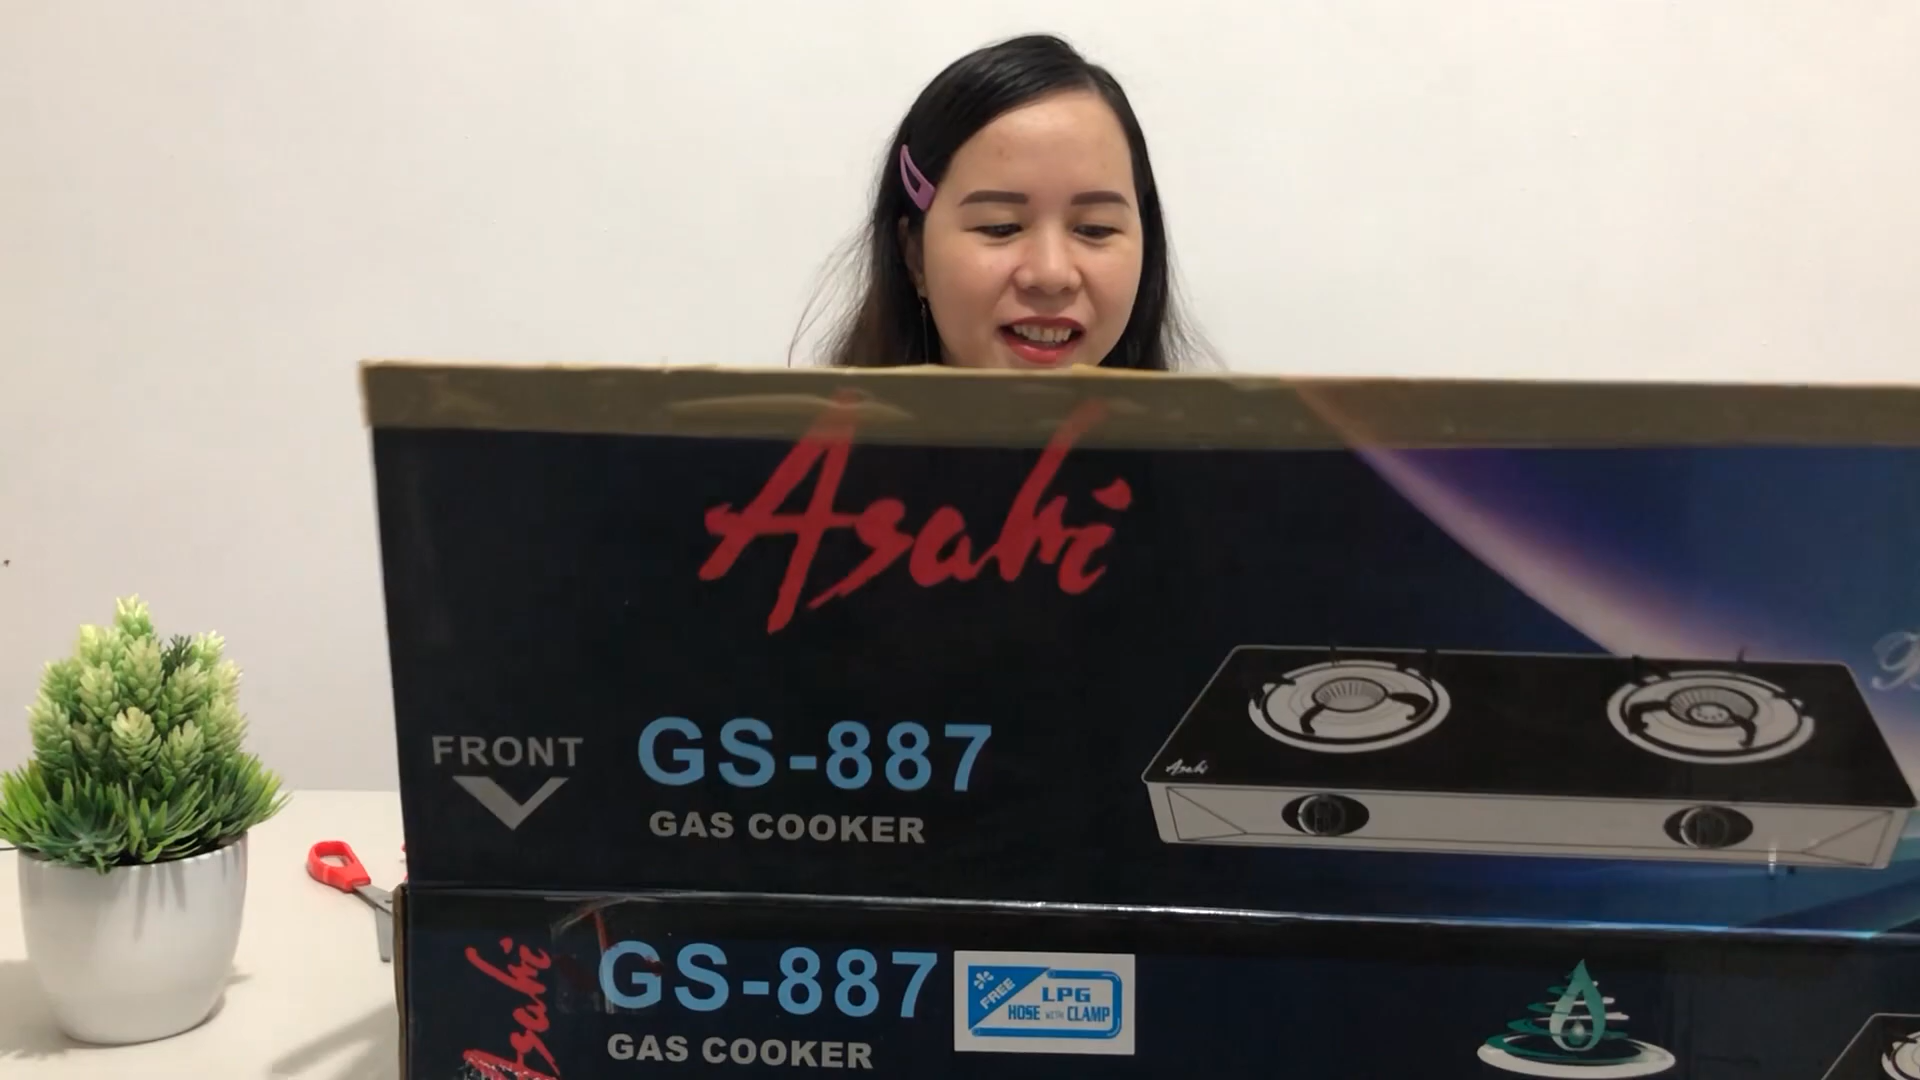 Asahi
FRONT
GS-887
GAS COOKER
Asahi
Asahi
GS-887
GAS COOKER
FREE
LPG
HOSE WITH CLAMP